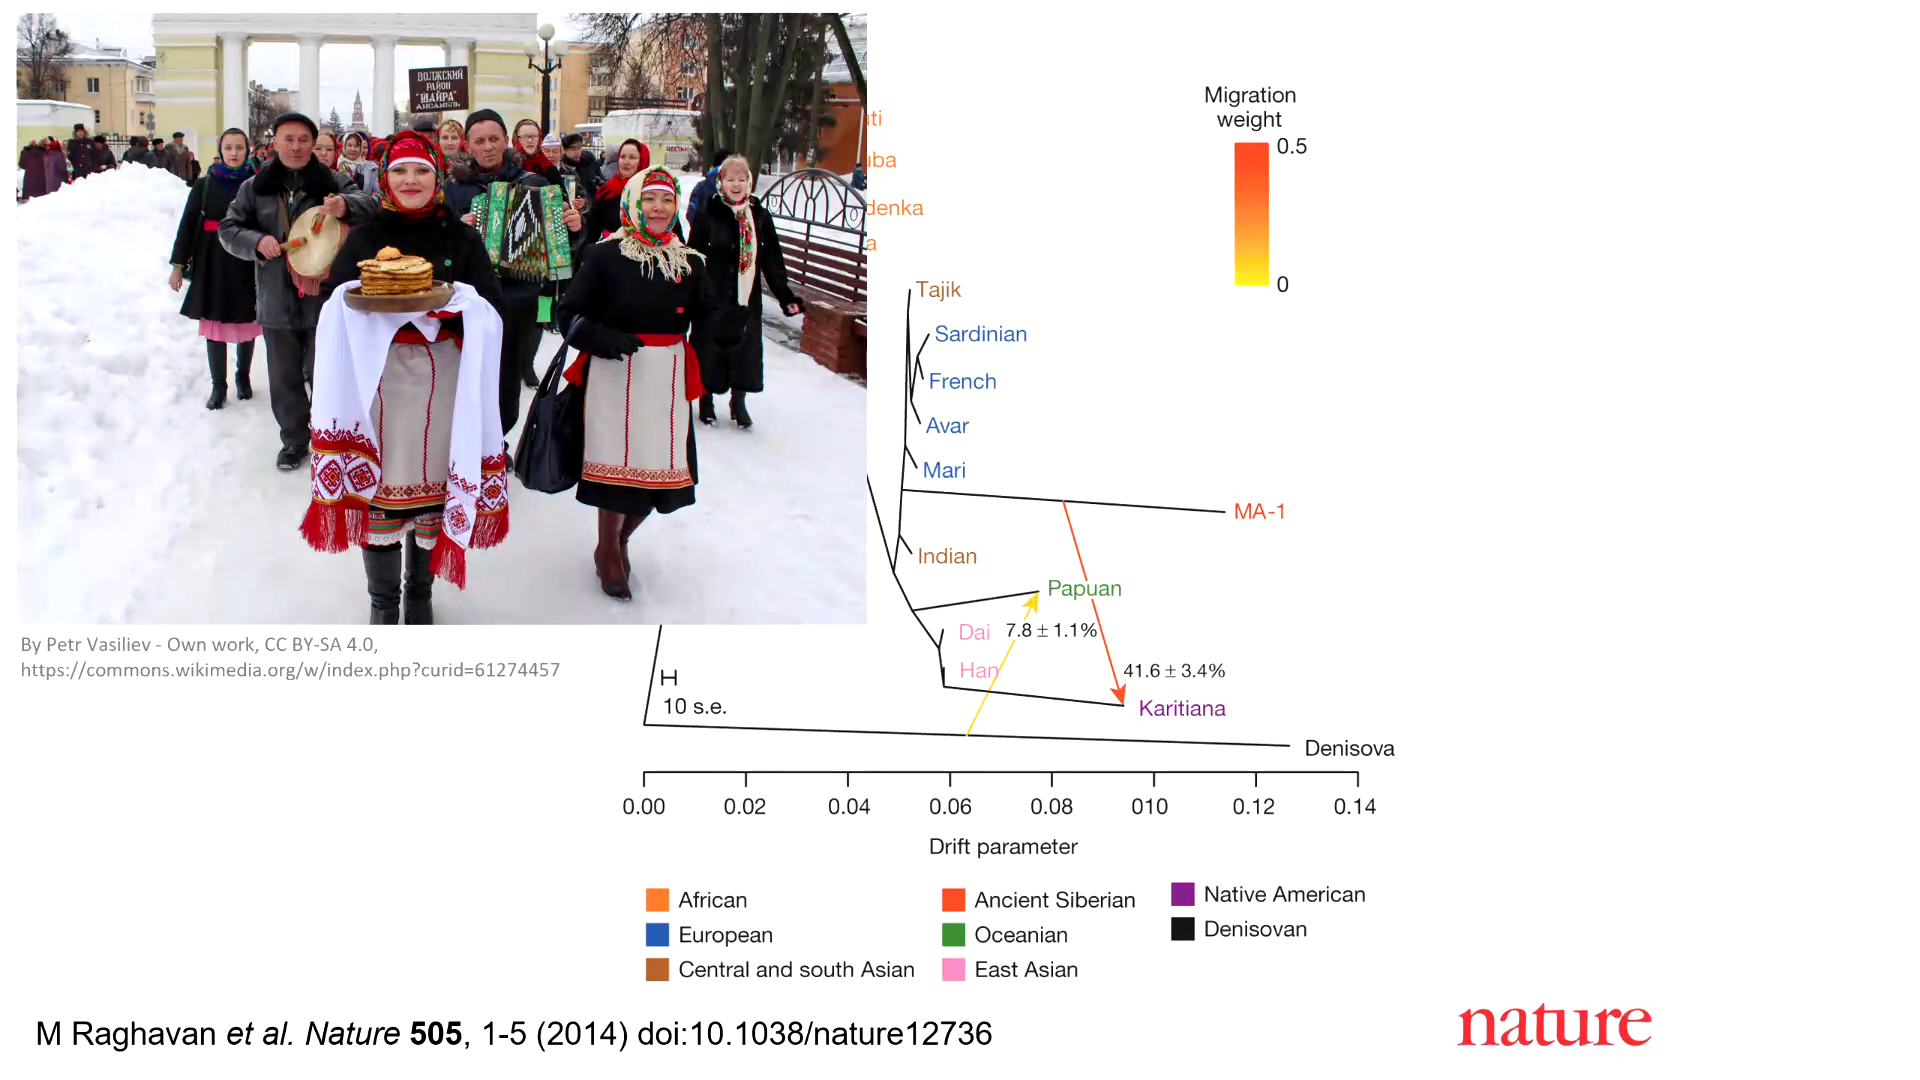 ВОЛЖСКИЙ
РАЙОН
"ШАЙРА"
АНСАМБЛЬ
By Petr Vasiliev - Own work, CC BY-SA 4.0,
https://commons.wikimedia.org/w/index.php?curid=61274457
Migration
weight
0.5
0
Tajik
Sardinian
French
Avar
Mari
MA-1
Indian
Papuan
Dai
7.8 ± 1.1%
Han
41.6 ± 3.4%
Karitiana
Denisova
10 s.e.
0.00 0.02 0.04 0.06 0.08 010 0.12 0.14
Drift parameter
African
European
Central and south Asian
Ancient Siberian
Oceanian
East Asian
Native American
Denisovan
M Raghavan et al. Nature 505, 1-5 (2014) doi:10.1038/nature12736
nature